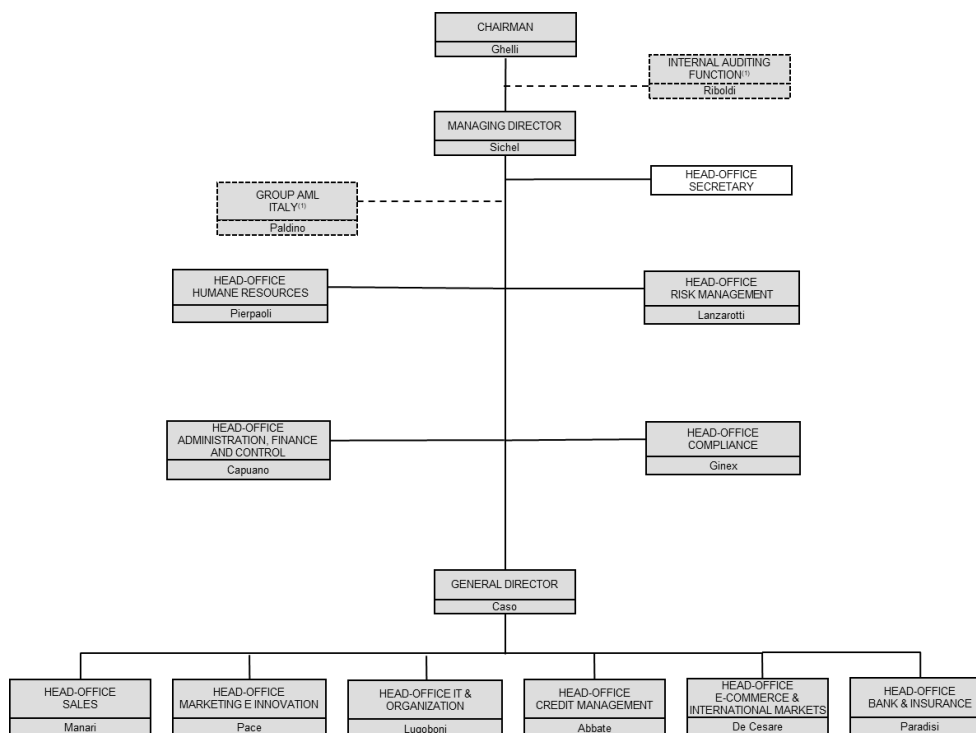 CHAIRMAN
Ghelli
INTERNAL AUDITING
FUNCTION(1)
Riboldi
MANAGING DIRECTOR
Sichel
HEAD-OFFICE
SECRETARY
GROUP AML
ITALY(1)
Paldino
HEAD-OFFICE
HUMANE RESOURCES
Pierpaoli
HEAD-OFFICE
RISK MANAGEMENT
Lanzarotti
HEAD-OFFICE
ADMINISTRATION, FINANCE
AND CONTROL
Capuano
HEAD-OFFICE
COMPLIANCE
Ginex
GENERAL DIRECTOR
Caso
HEAD-OFFICE
SALES
Manari
HEAD-OFFICE
MARKETING E INNOVATION
Pace
HEAD-OFFICE IT &
ORGANIZATION
Lugoboni
HEAD-OFFICE
CREDIT MANAGEMENT
Abbate
HEAD-OFFICE
E-COMMERCE &
INTERNATIONAL MARKETS
De Cesare
HEAD-OFFICE
BANK & INSURANCE
Paradisi